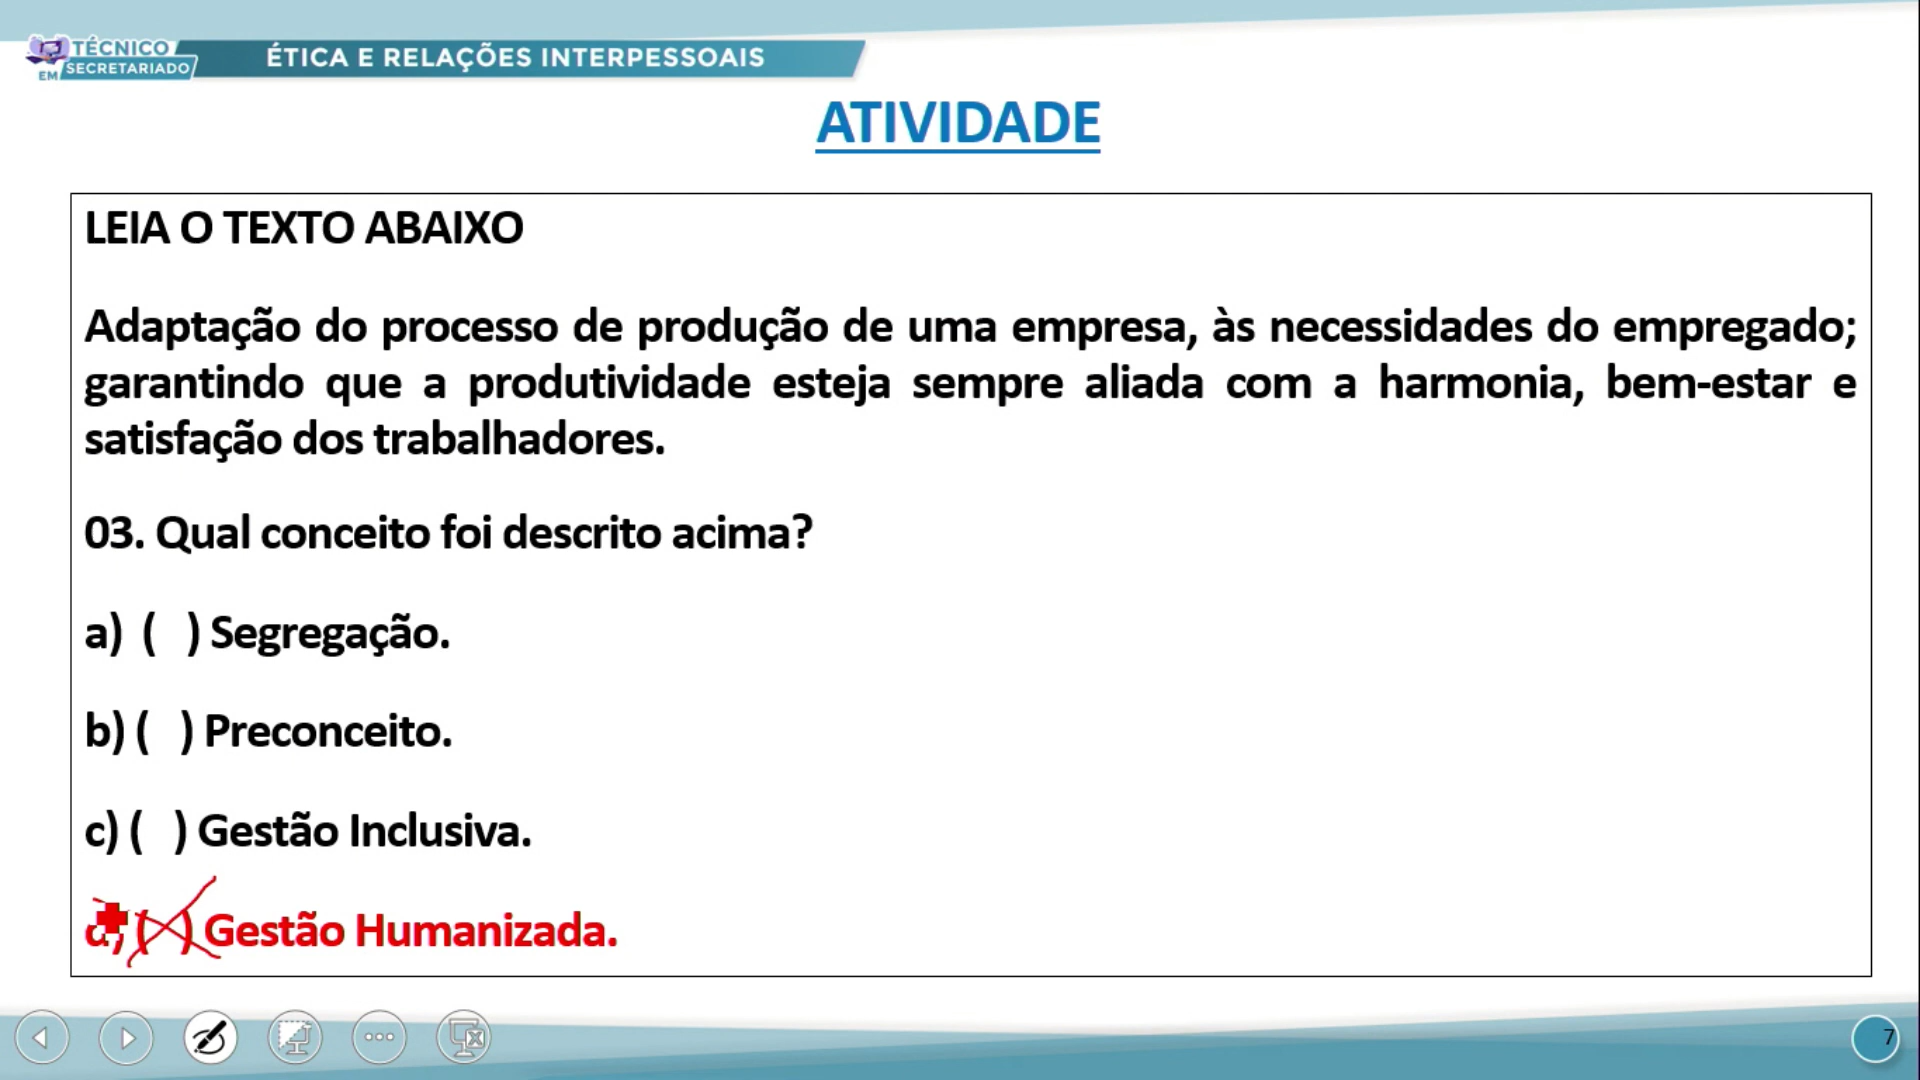 TÉCNICO
EM SECRETARIADO
ÉTICA E RELAÇÕES INTERPESSOAIS
ATIVIDADE
LEIA O TEXTO ABAIXO
Adaptação do processo de produção de uma empresa, às necessidades do empregado;
garantindo que a produtividade esteja sempre aliada com a harmonia, bem-estar e
satisfação dos trabalhadores.
03. Qual conceito foi descrito acima?
a) ( ) Segregação.
b) ( ) Preconceito.
c) ( ) Gestão Inclusiva.
d) ( ) Gestão Humanizada.
7